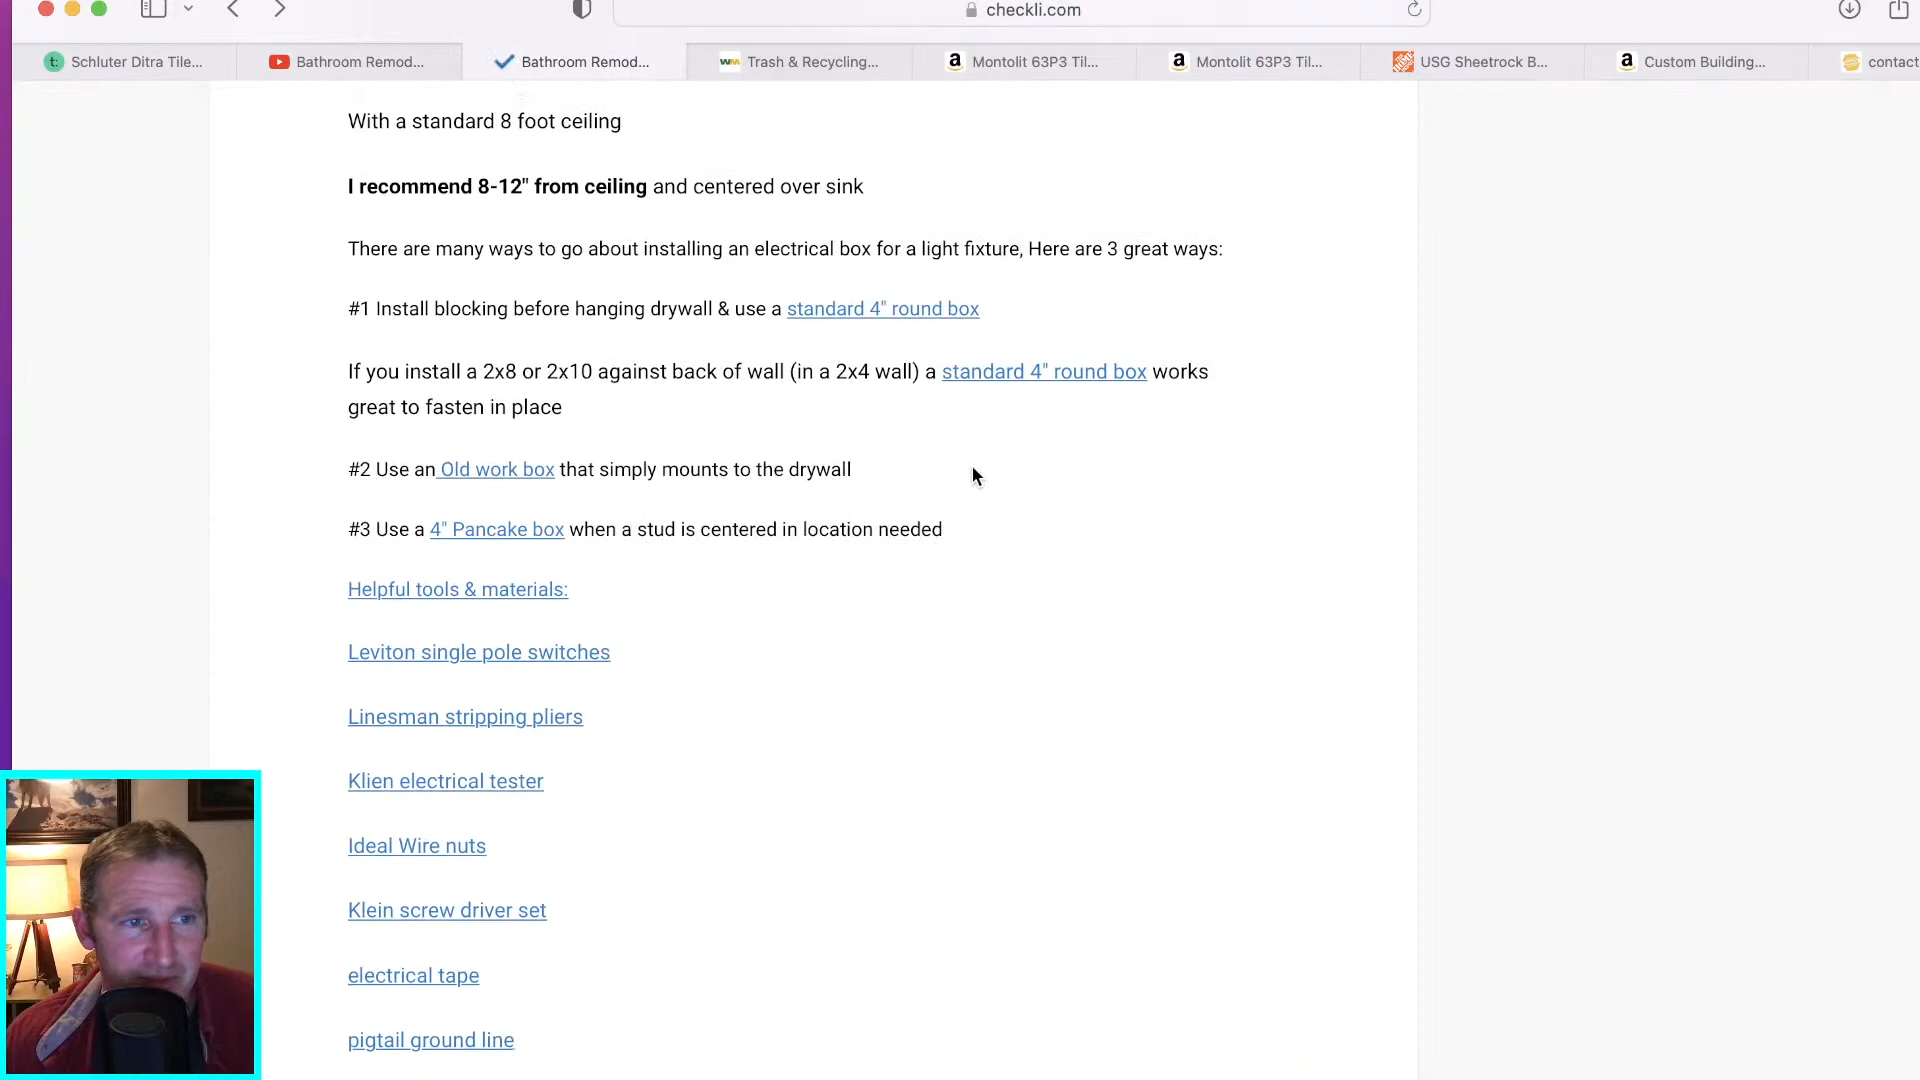 checkli.com
t: Schluter Ditra Tile...
Bathroom Remod...
Bathroom Remod...
WM Trash & Recycling...
a Montolit 63P3 Til...
a Montolit 63P3 Til...
USG Sheetrock B...
a Custom Building...
contact
With a standard 8 foot ceiling
I recommend 8-12" from ceiling and centered over sink
There are many ways to go about installing an electrical box for a light fixture, Here are 3 great ways:
#1 Install blocking before hanging drywall & use a standard 4" round box
If you install a 2x8 or 2x10 against back of wall (in a 2x4 wall) a standard 4" round box works
great to fasten in place
#2 Use an Old work box that simply mounts to the drywall
#3 Use a 4" Pancake box when a stud is centered in location needed
Helpful tools & materials:
Leviton single pole switches
Linesman stripping pliers
Klien electrical tester
Ideal Wire nuts
Klein screw driver set
electrical tape
pigtail ground line